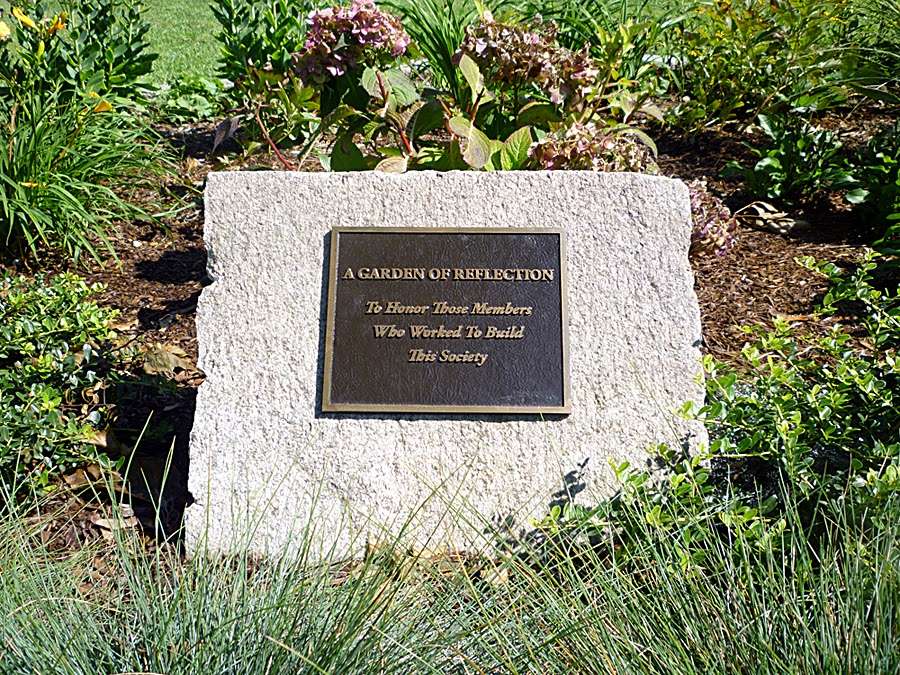 A GARDEN OF REFLECTION
To Honor Those Members
Who Worked To Build
This Society